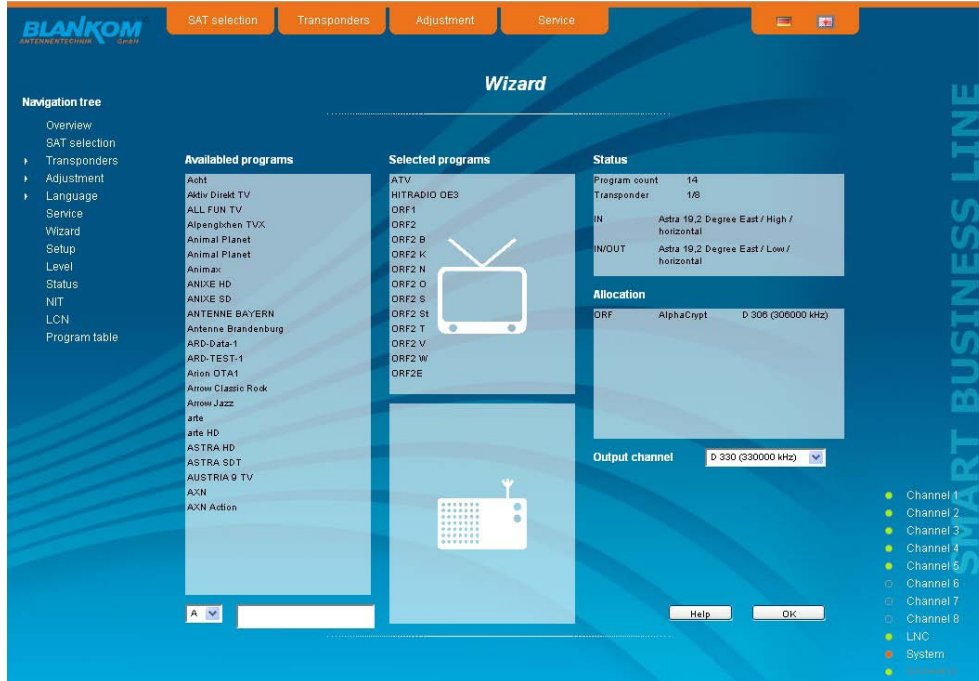 BLANKOM
ANTENNENTECHNIK GmbH
SAT selection
Transponders
Adjustment
Service
Wizard
Navigation tree
Overview
SAT selection
Transponders
Adjustment
Language
Service
Wizard
Setup
Level
Status
NIT
LCN
Program table
Availabled programs
Acht
Aktiv Direkt TV
ALL FUN TV
Alpenglxhen TVX
Animal Planet
Animal Planet
Animax
ANIXE HD
ANIXE SD
ANTENNE BAYERN
Antenne Brandenburg
ARD-Data-1
ARD-TEST-1
Arion OTA1
Arrow Classic Rock
Arrow Jazz
arte
arte HD
ASTRA HD
ASTRA SDT
AUSTRIA 9 TV
AXN
AXN Action
A
Selected programs
ATV
HITRADIO OE3
ORF1
ORF2
ORF2 B
ORF2 K
ORF2 N
ORF2 O
ORF2 S
ORF2 St
ORF2 T
ORF2 V
ORF2 W
ORF2E
Status
Program count 14
Transponder 1/8
IN Astra 19,2 Degree East / High /
horizontal
IN/OUT Astra 19,2 Degree East / Low /
horizontal
Allocation
ORF AlphaCrypt D 306 (306000 kHz)
Output channel D 330 (330000 kHz)
Help OK
SMART BUSINESS LINE
Channel 1
Channel 2
Channel 3
Channel 4
Channel 5
Channel 6
Channel 7
Channel 8
LNC
System